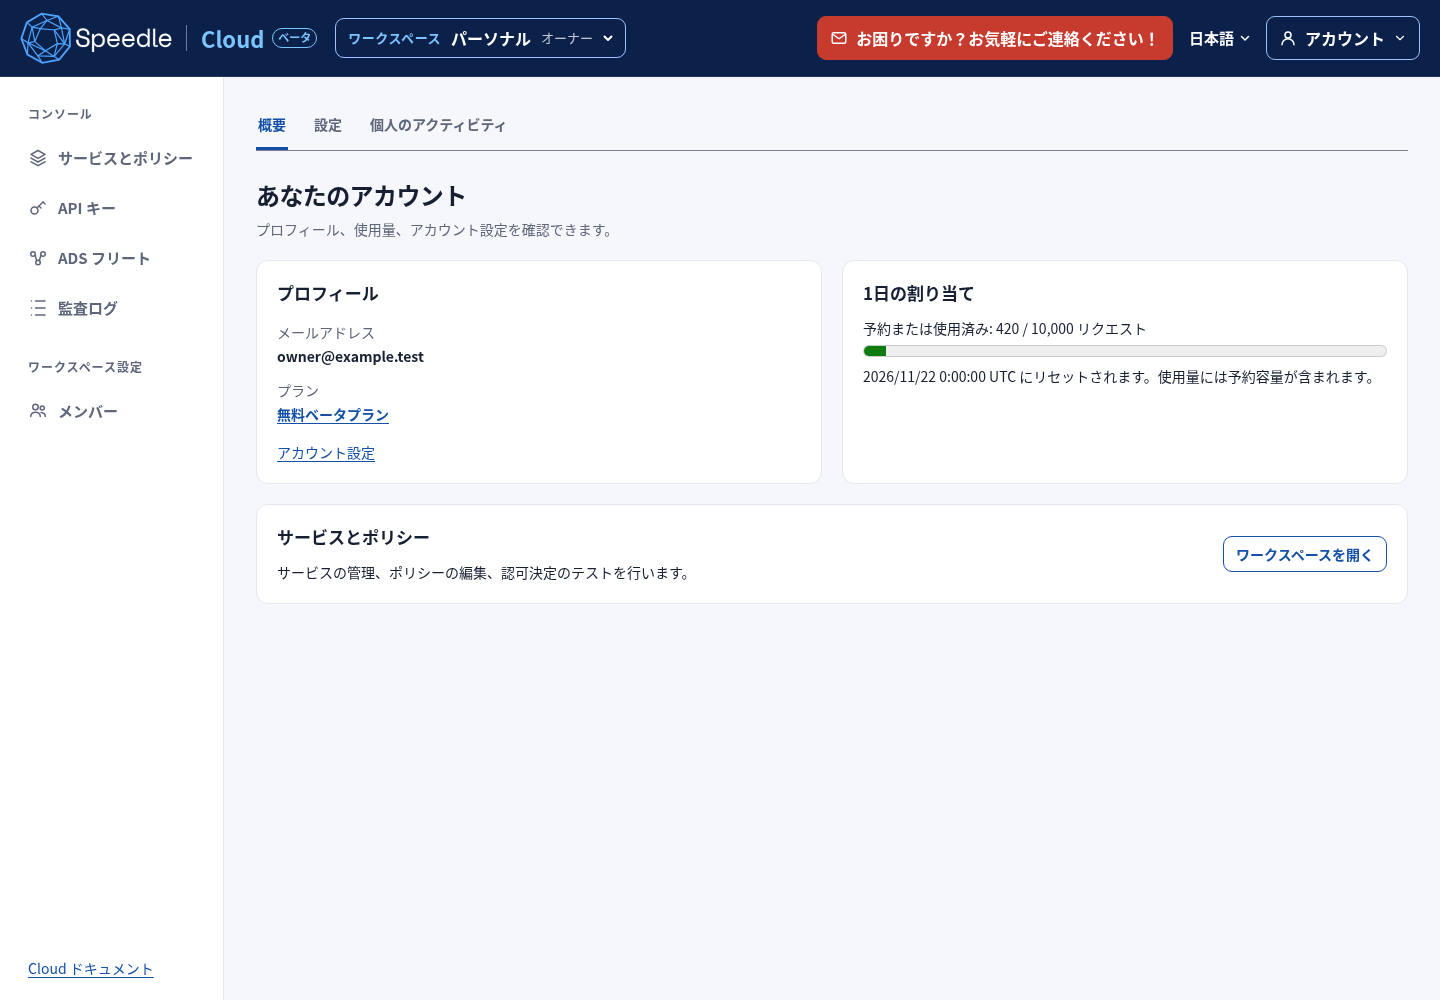 Speedle Cloud ベータ ワークスペース パーソナル オーナー お困りですか？お気軽にご連絡ください！ 日本語 アカウント
コンソール
サービスとポリシー
API キー
ADS フリート
監査ログ
ワークスペース設定
メンバー
Cloud ドキュメント
概要 設定 個人のアクティビティ
あなたのアカウント
プロフィール、使用量、アカウント設定を確認できます。
プロフィール
メールアドレス
owner@example.test
プラン
無料ベータプラン
アカウント設定
1日の割り当て
予約または使用済み: 420 / 10,000 リクエスト
2026/11/22 0:00:00 UTC にリセットされます。使用量には予約容量が含まれます。
サービスとポリシー
サービスの管理、ポリシーの編集、認可決定のテストを行います。
ワークスペースを開く